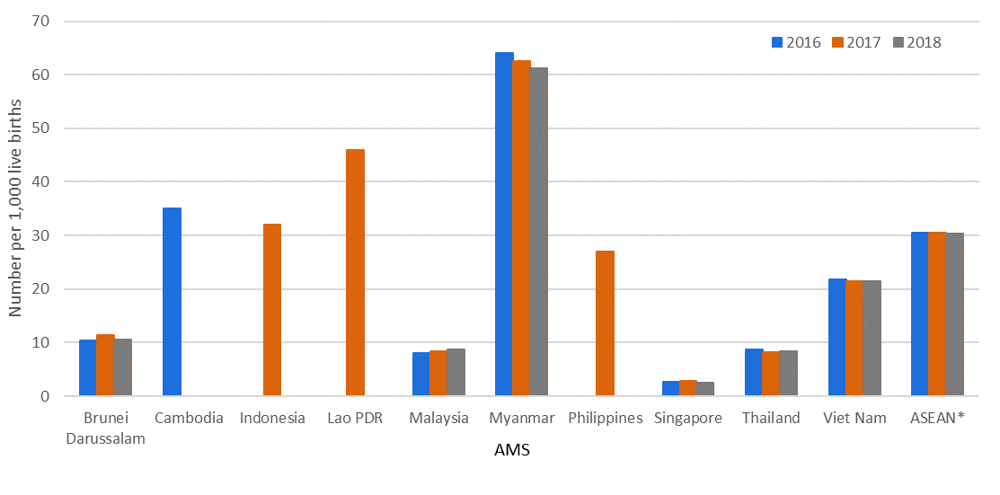 70
60
50
40
30
20
10
0
Number per 1,000 live births
2016 2017 2018
Brunei Darussalam
Cambodia
Indonesia
Lao PDR
Malaysia
Myanmar
Philippines
Singapore
Thailand
Viet Nam
ASEAN*
AMS